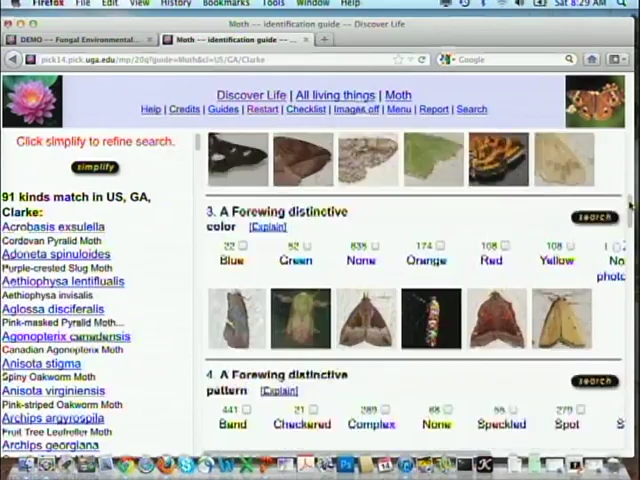 Firefox File Edit View History Bookmarks Tools Window Help Sat 8:29 AM
Moth -- identification guide -- Discover Life
DEMO -- Fungal Environmental... Moth -- identification guide -- Disc...
pick14.pick.uga.edu/mp/20q?guide=Moth&cl=US/GA/Clarke Google
Discover Life | All living things | Moth
Help | Credits | Guides | Restart | Checklist | Images off | Menu | Report | Search
Click simplify to refine search.
simplify
91 kinds match in US, GA,
Clarke:
Acrobasis exsulella
Cordovan Pyralid Moth
Adoneta spinuloides
Purple-crested Slug Moth
Aethiophysa lentiflualis
Aethiophysa invisalis
Aglossa disciferalis
Pink-masked Pyralid Moth...
Agonopterix canadensis
Canadian Agonopterix Moth
Anisota stigma
Spiny Oakworm Moth
Anisota virginiensis
Pink-striped Oakworm Moth
Archips argyrospila
Fruit Tree Leafroller Moth
Archips georgiana
3. A Forewing distinctive
color [Explain]
search
22 52 838 174 108 108
Blue Green None Orange Red Yellow No
photo
4. A Forewing distinctive
pattern [Explain]
search
441 21 289 88 279
Band Checkered Complex None Speckled Spot S